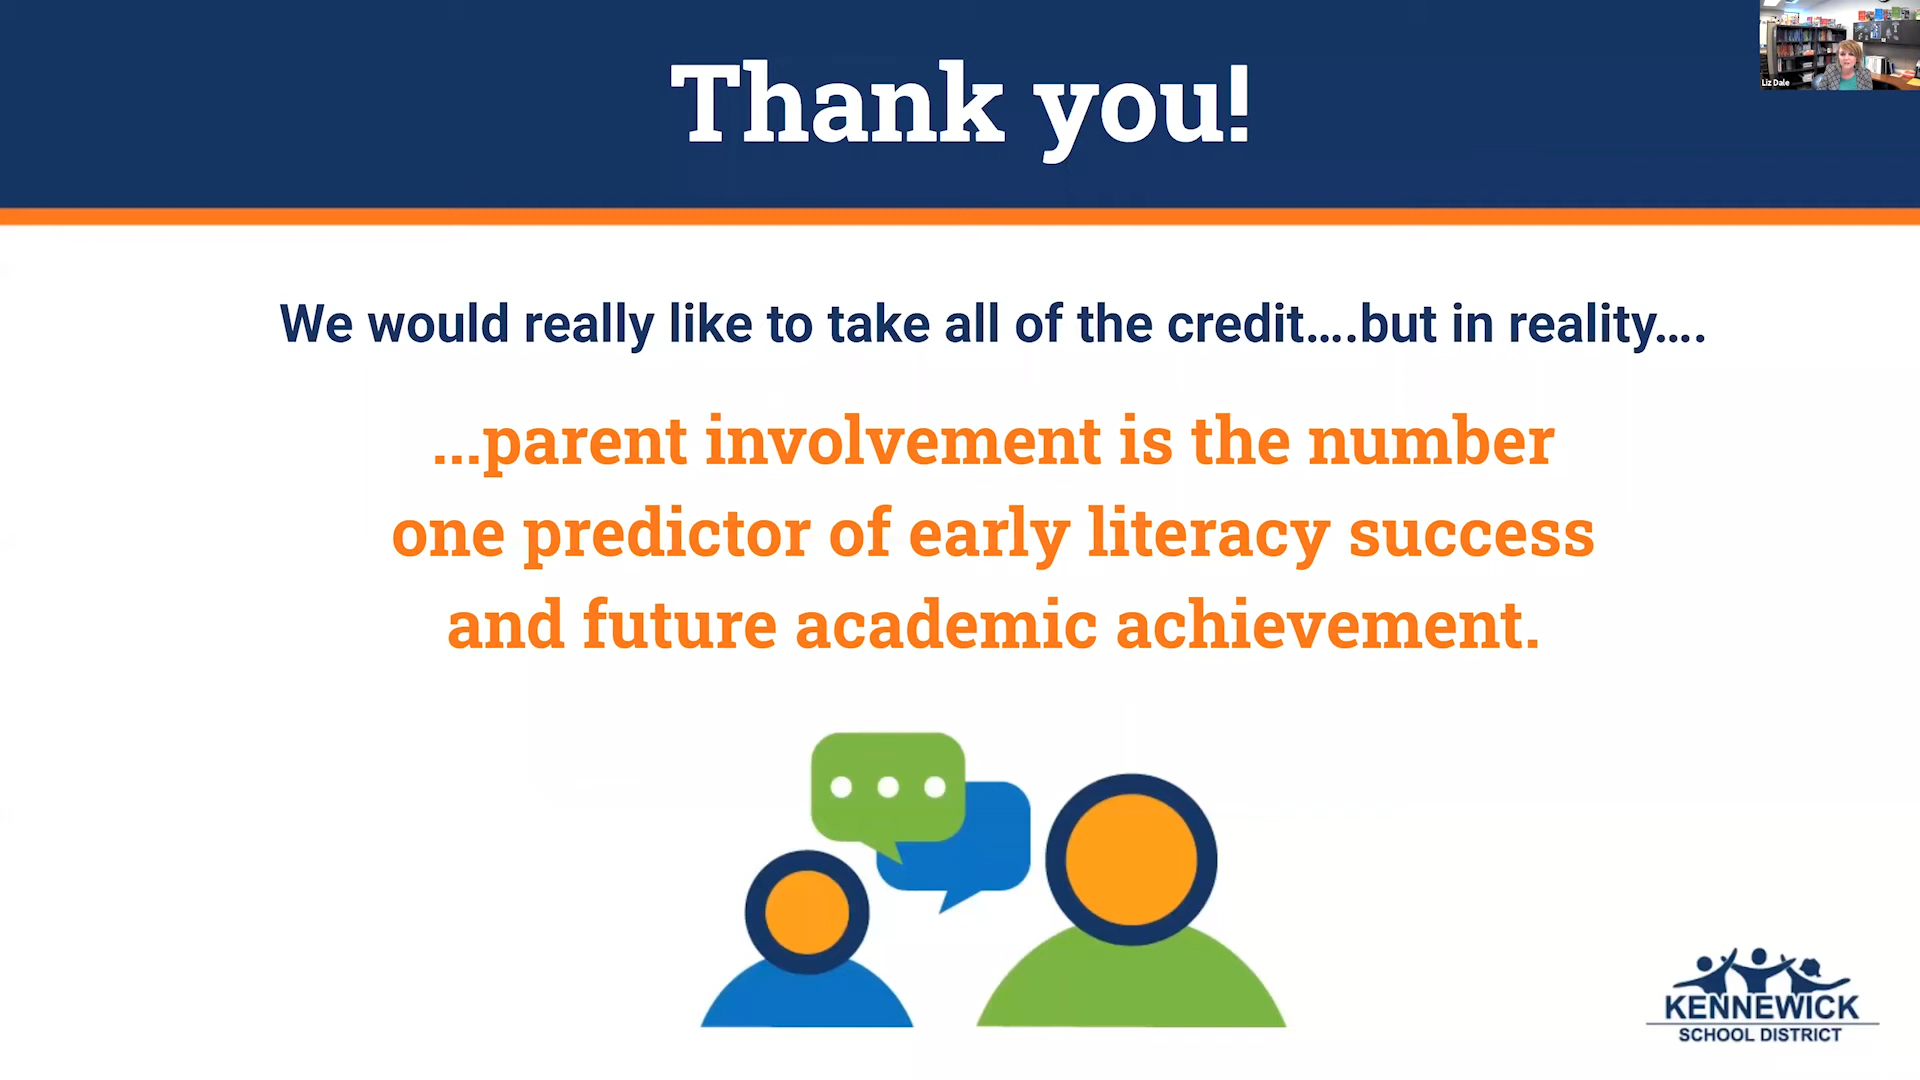 Thank you!
Liz Dale
We would really like to take all of the credit....but in reality....
...parent involvement is the number
one predictor of early literacy success
and future academic achievement.
KENNEWICK
SCHOOL DISTRICT